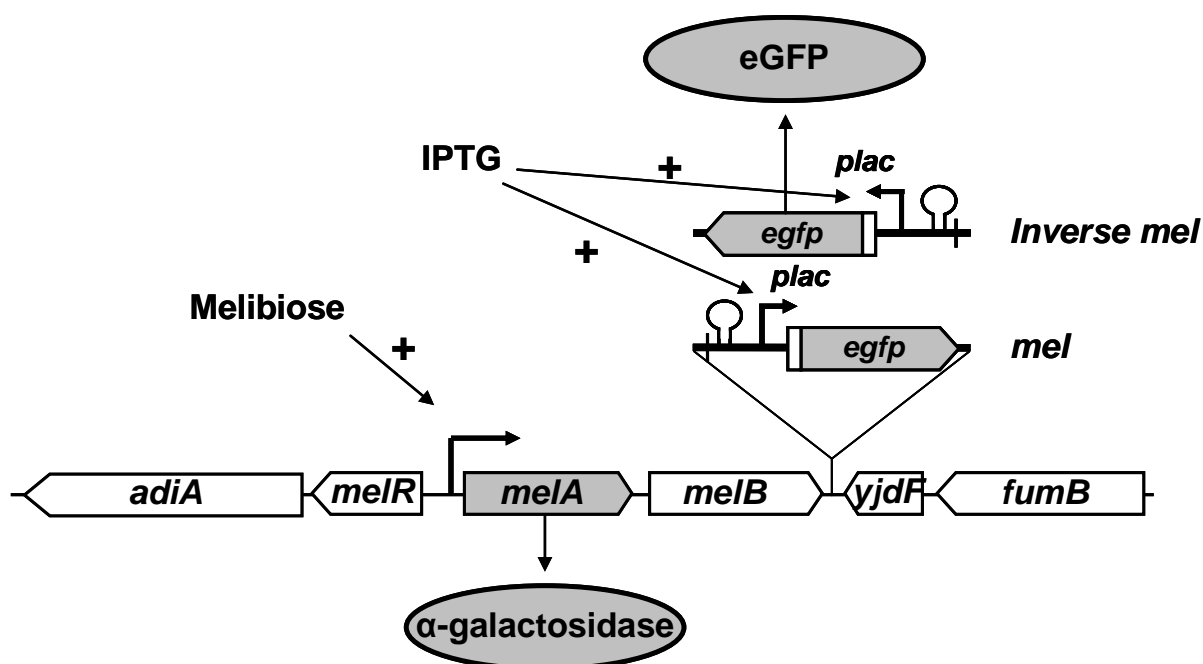 eGFP
IPTG
+
plac
egfp
Inverse mel
+
plac
egfp
mel
Melibiose
+
adiA melR melA melB yjdF fumB
α-galactosidase